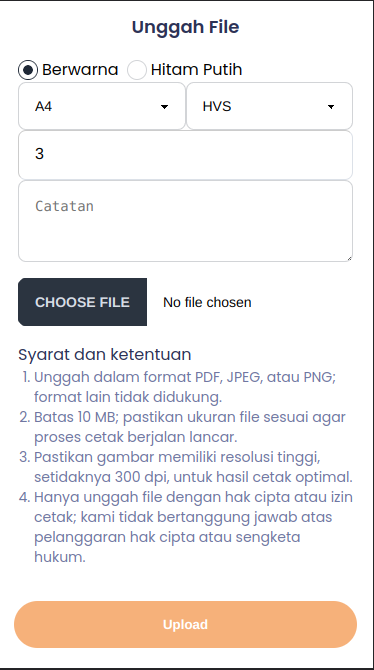 Unggah File
Berwarna Hitam Putih
A4 HVS
3
Catatan
CHOOSE FILE No file chosen
Syarat dan ketentuan
1. Unggah dalam format PDF, JPEG, atau PNG;
format lain tidak didukung.
2. Batas 10 MB; pastikan ukuran file sesuai agar
proses cetak berjalan lancar.
3. Pastikan gambar memiliki resolusi tinggi,
setidaknya 300 dpi, untuk hasil cetak optimal.
4. Hanya unggah file dengan hak cipta atau izin
cetak; kami tidak bertanggung jawab atas
pelanggaran hak cipta atau sengketa
hukum.
Upload